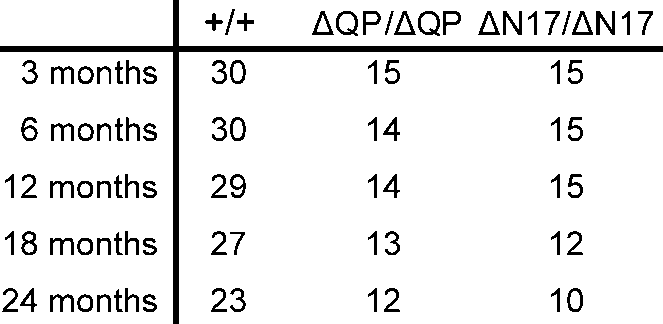 +/+ ΔQP/ΔQP ΔN17/ΔN17
3 months 30 15 15
6 months 30 14 15
12 months 29 14 15
18 months 27 13 12
24 months 23 12 10